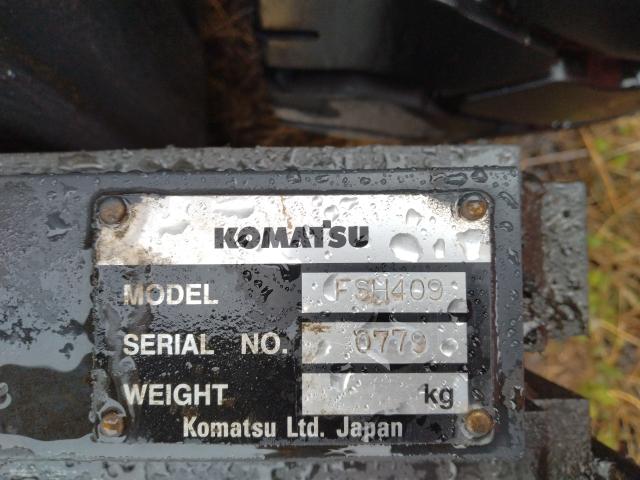 KOMATSU
MODEL FSH409
SERIAL NO. 0779
WEIGHT kg
Komatsu Ltd. Japan